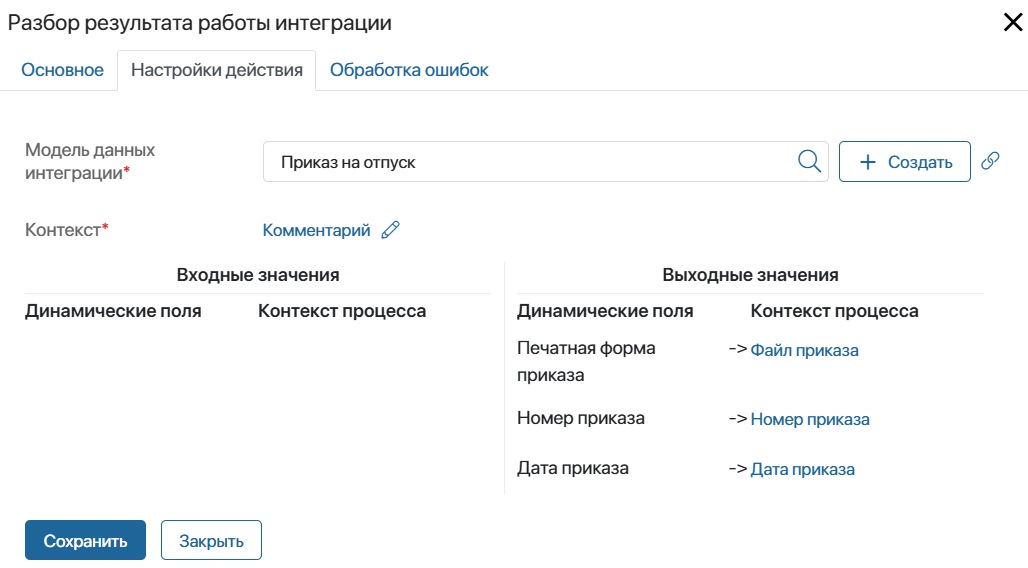 Разбор результата работы интеграции
Основное
Настройки действия
Обработка ошибок
Модель данных
интеграции*
Приказ на отпуск
Создать
Контекст*
Комментарий
Входные значения
Динамические поля
Контекст процесса
Выходные значения
Динамические поля
Контекст процесса
Печатная форма
приказа
-> Файл приказа
Номер приказа
-> Номер приказа
Дата приказа
-> Дата приказа
Сохранить
Закрыть